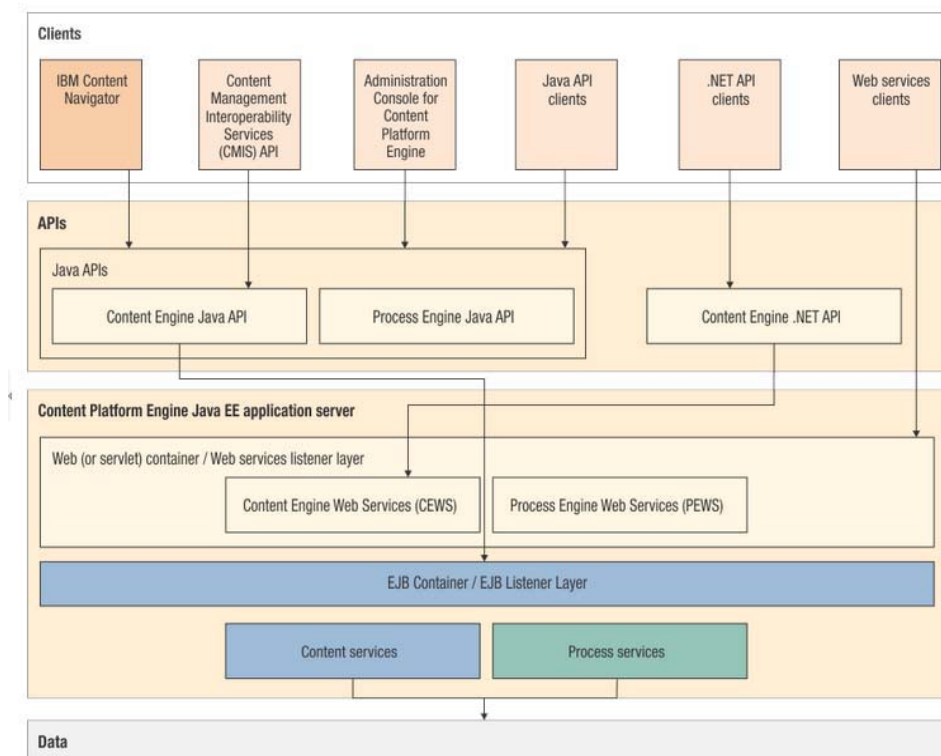 Clients
IBM Content
Navigator
Content
Management
Interoperability
Services
(CMIS) API
Administration
Console for
Content
Platform
Engine
Java API
clients
.NET API
clients
Web services
clients
APIs
Java APIs
Content Engine Java API
Process Engine Java API
Content Engine .NET API
Content Platform Engine Java EE application server
Web (or servlet) container / Web services listener layer
Content Engine Web Services (CEWS)
Process Engine Web Services (PEWS)
EJB Container / EJB Listener Layer
Content services
Process services
Data